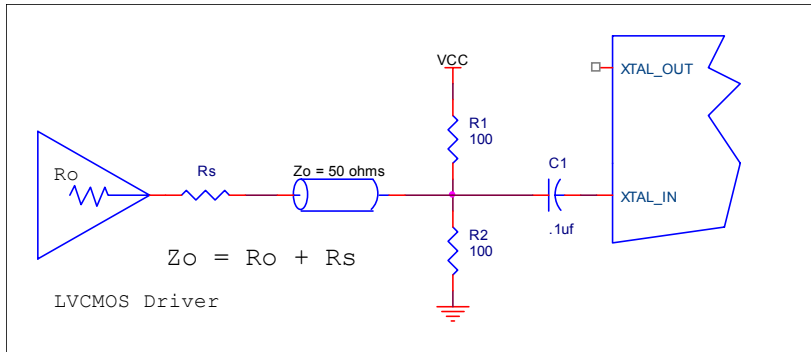 VCC
XTAL_OUT
R1
100
Ro
Rs
Zo = 50 ohms
C1
XTAL_IN
.1uf
R2
100
Zo = Ro + Rs
LVCMOS Driver